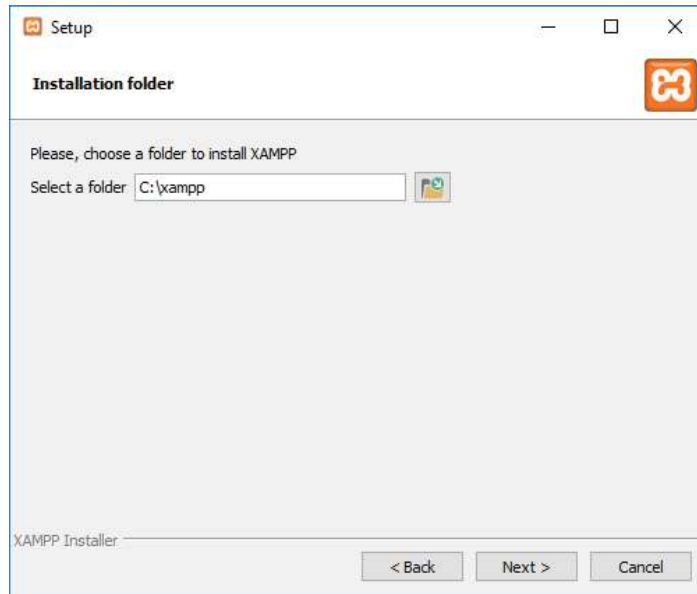 Setup
Installation folder
Please, choose a folder to install XAMPP
Select a folder C:\xampp
XAMPP Installer
< Back Next > Cancel